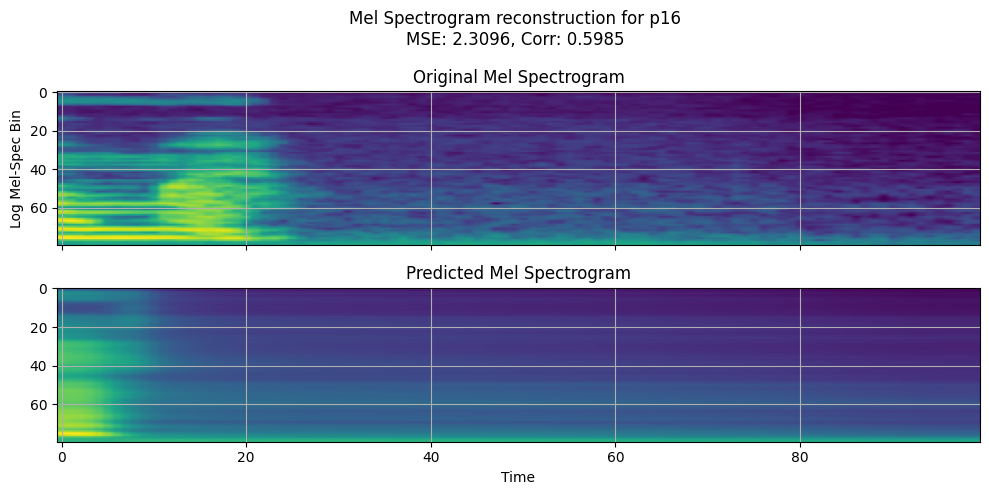 Mel Spectrogram reconstruction for p16
MSE: 2.3096, Corr: 0.5985
Original Mel Spectrogram
0
20
40
60
Log Mel-Spec Bin
Predicted Mel Spectrogram
0
20
40
60
0 20 40 60 80
Time